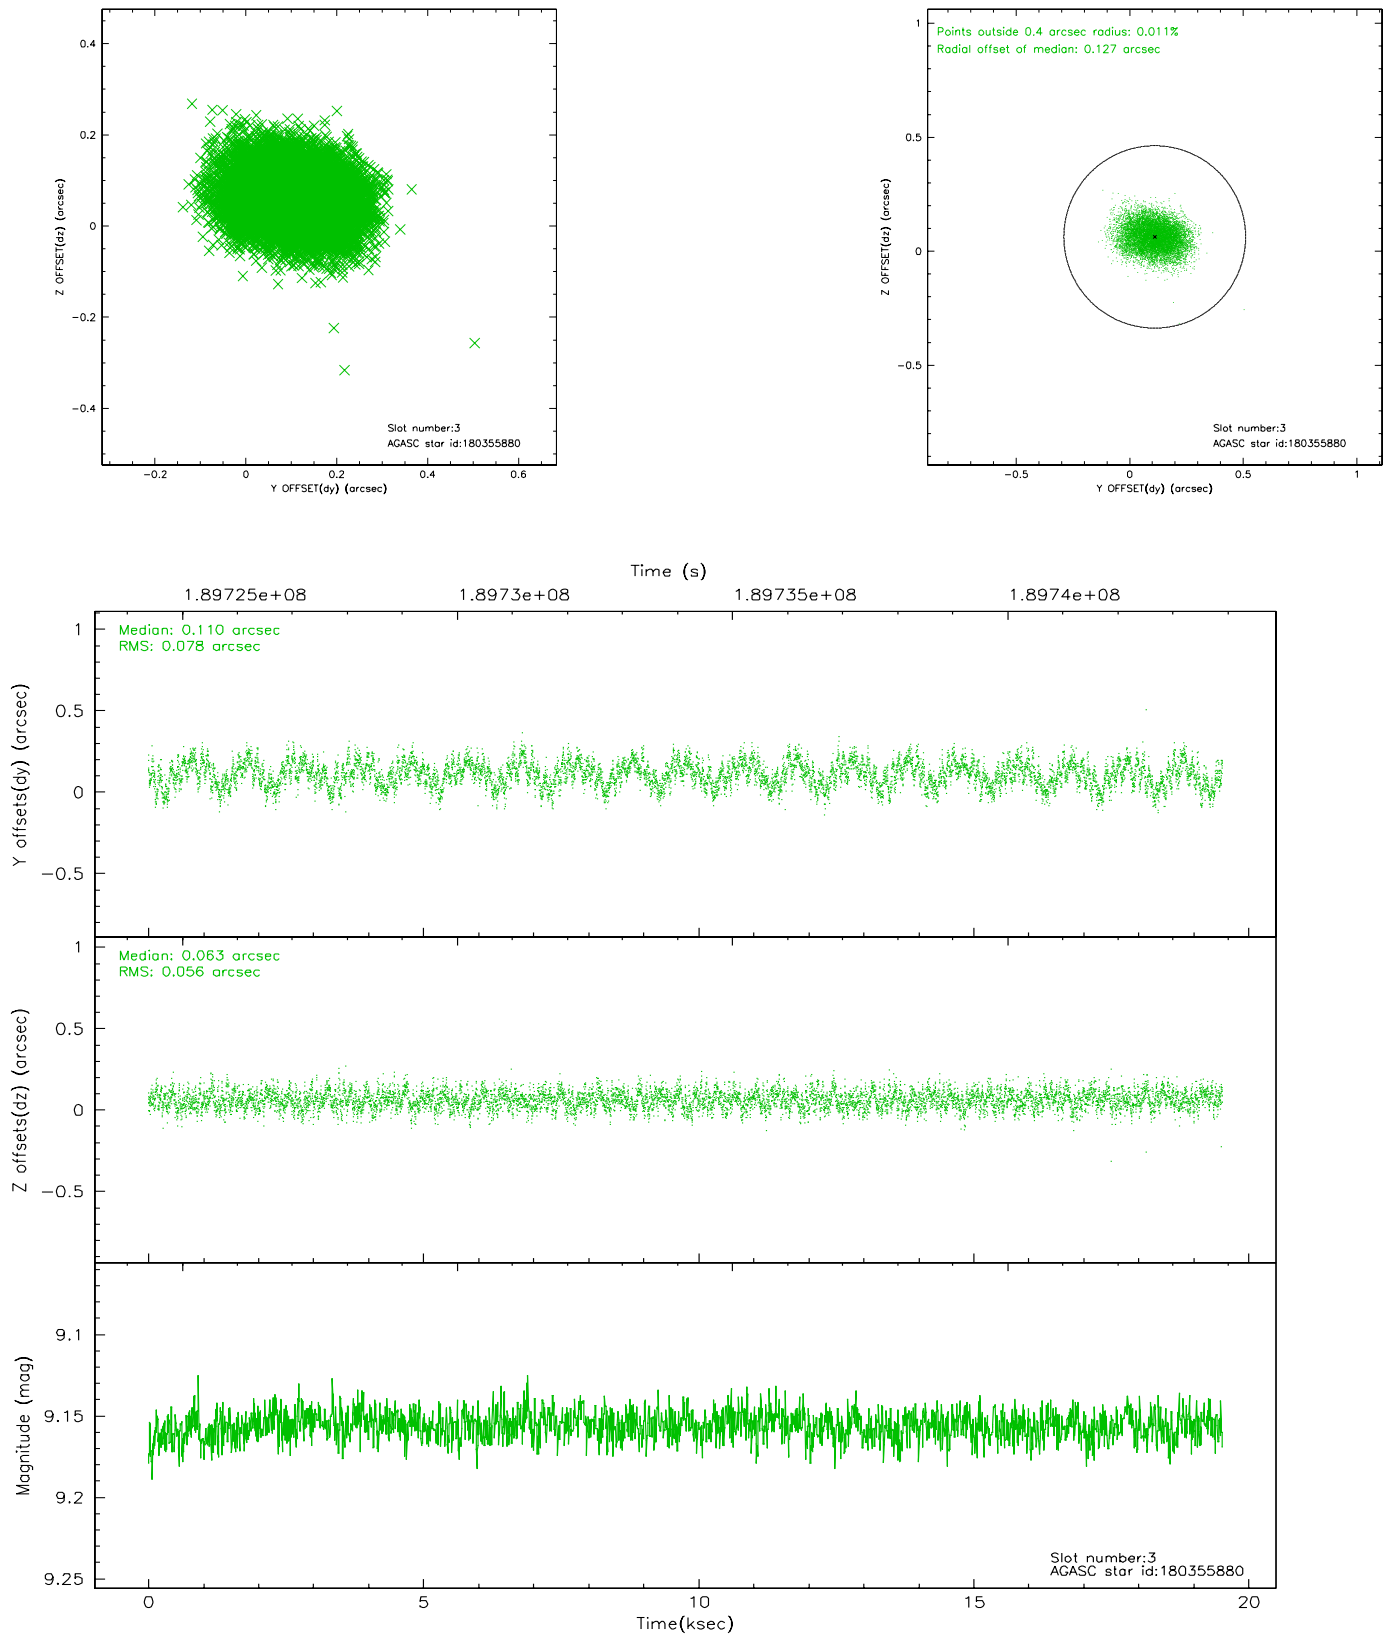 0.4
0.2
0
−0.2
−0.4
Z OFFSET(dz) (arcsec)
Slot number:3
AGASC star id:180355880
−0.2 0 0.2 0.4 0.6
Y OFFSET(dy) (arcsec)
Points outside 0.4 arcsec radius: 0.011%
Radial offset of median: 0.127 arcsec
1
0.5
0
−0.5
Z OFFSET(dz) (arcsec)
Slot number:3
AGASC star id:180355880
−0.5 0 0.5 1
Y OFFSET(dy) (arcsec)
Time (s)
1.89725e+08 1.8973e+08 1.89735e+08 1.8974e+08
Median: 0.110 arcsec
RMS: 0.078 arcsec
1
0.5
0
−0.5
Y offsets(dy) (arcsec)
Median: 0.063 arcsec
RMS: 0.056 arcsec
1
0.5
0
−0.5
Z offsets(dz) (arcsec)
9.1
9.15
9.2
9.25
Magnitude (mag)
Slot number:3
AGASC star id:180355880
0 5 10 15 20
Time(ksec)